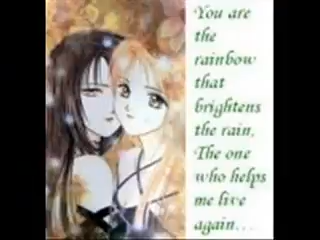 You are
the
rainbow
that
brightens
the rain,
The one
who helps
me live
again...